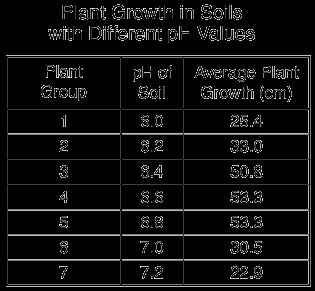 Plant Growth in Soils
with Different pH Values
Plant Group pH of Soil Average Plant Growth (cm)
1 6.0 25.4
2 6.2 33.0
3 6.4 50.8
4 6.6 53.3
5 6.8 53.3
6 7.0 30.5
7 7.2 22.9